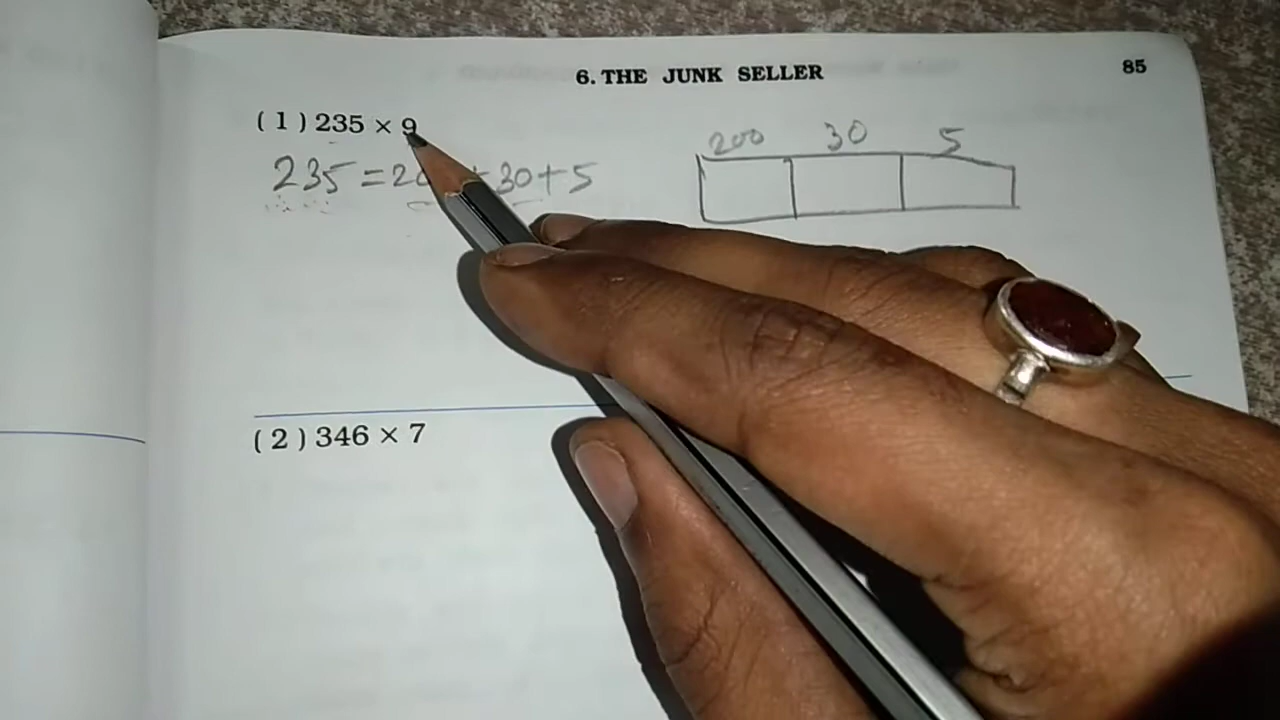 6. THE JUNK SELLER 85
( 1 ) 235 × 9
200 30 5
235 = 20 + 30 + 5
( 2 ) 346 × 7